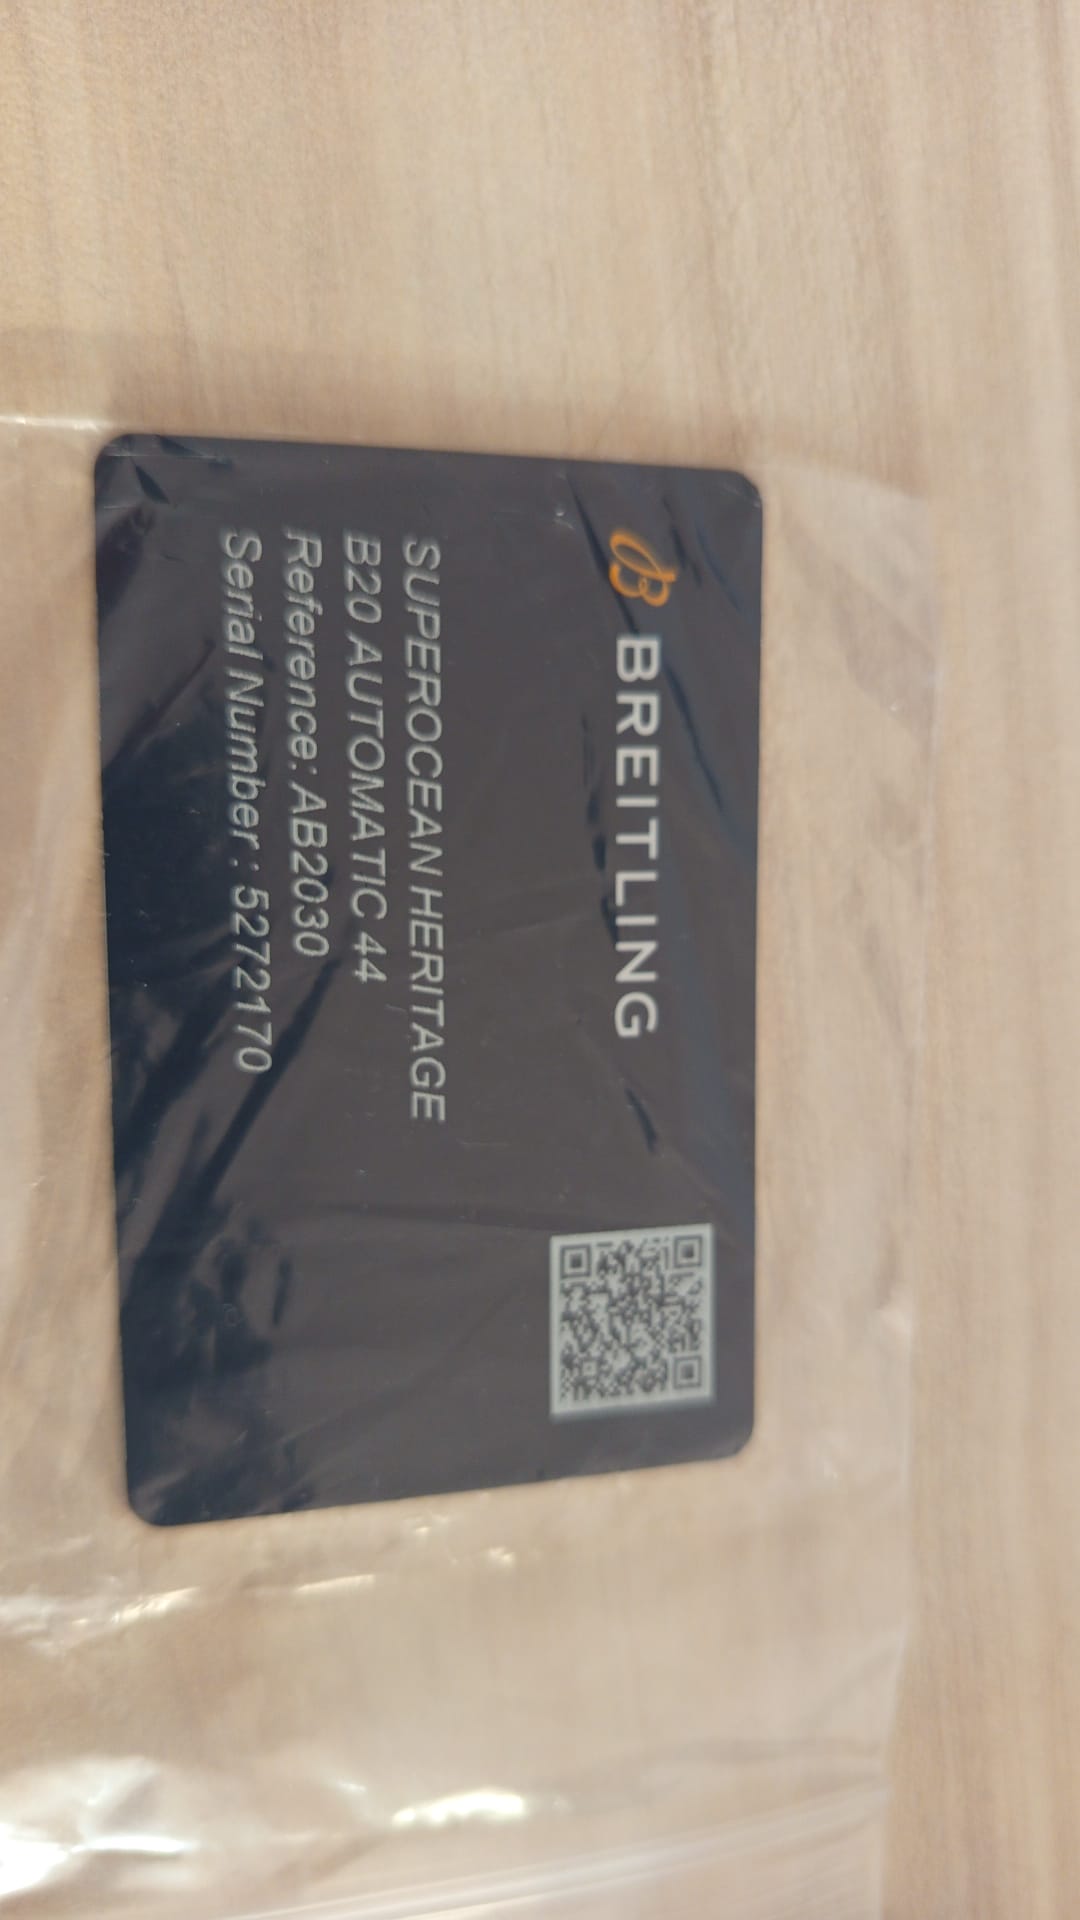 B BREITLING
SUPEROCEAN HERITAGE
B20 AUTOMATIC 44
Reference: AB2030
Serial Number : 5272170